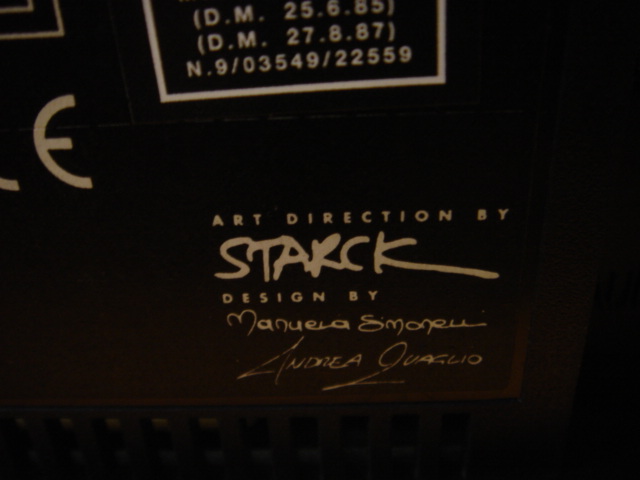 (D.M. 25.6.85)
(D.M. 27.8.87)
N.9/03549/22559
CE
ART DIRECTION BY
STARCK
DESIGN BY
Manuela Simonelli
ANDREA QUAGLIO